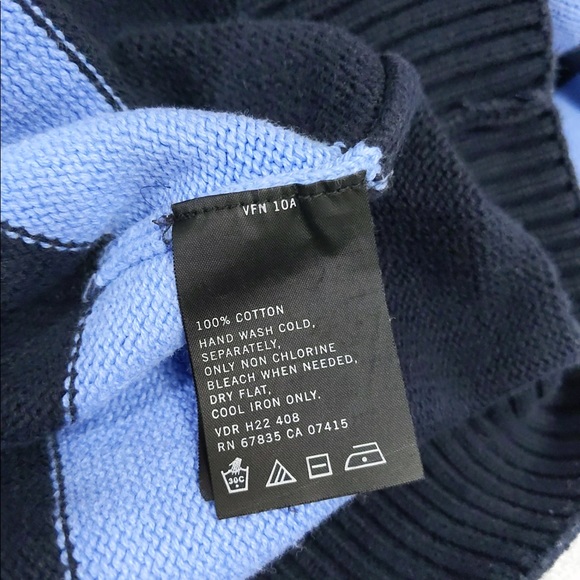 VFN 10A
100% COTTON
HAND WASH COLD,
SEPARATELY,
ONLY NON CHLORINE
BLEACH WHEN NEEDED,
DRY FLAT,
COOL IRON ONLY.
VDR H22 408
RN 67835 CA 07415
30C